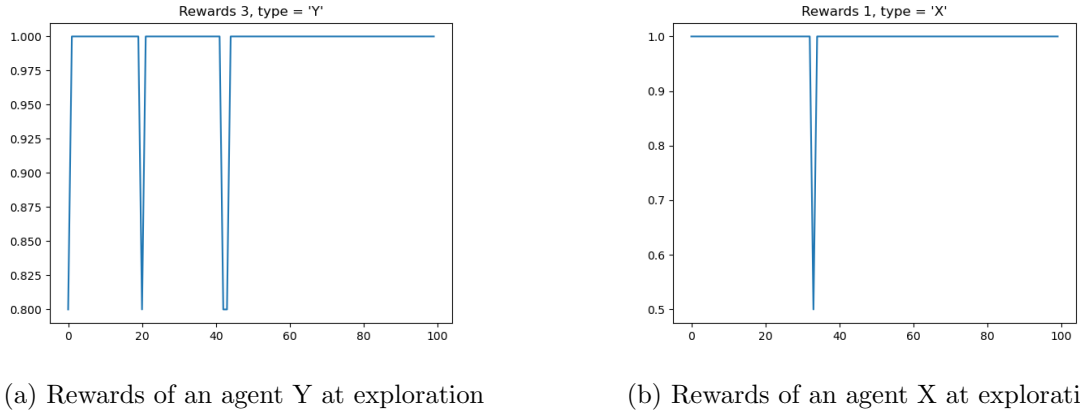 Rewards 3, type = 'Y'
1.000
0.975
0.950
0.925
0.900
0.875
0.850
0.825
0.800
0 20 40 60 80 100
(a) Rewards of an agent Y at exploration
Rewards 1, type = 'X'
1.0
0.9
0.8
0.7
0.6
0.5
0 20 40 60 80 100
(b) Rewards of an agent X at explorati